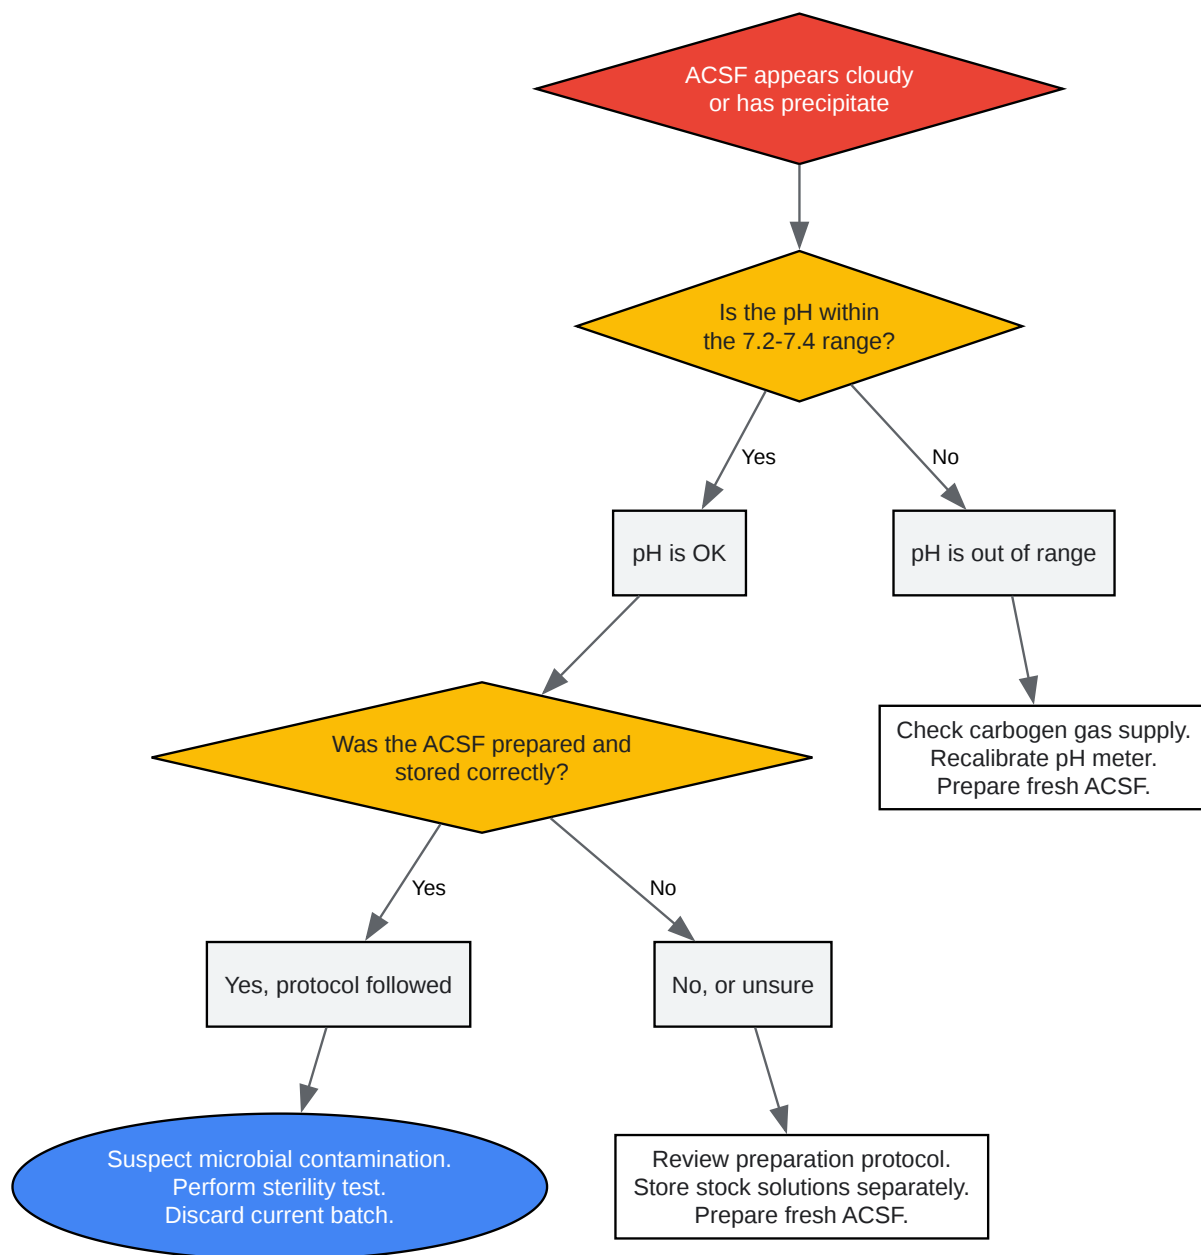 ACSF appears cloudy
or has precipitate
Is the pH within
the 7.2-7.4 range?
Yes
No
pH is OK
pH is out of range
Was the ACSF prepared and
stored correctly?
Check carbogen gas supply.
Recalibrate pH meter.
Prepare fresh ACSF.
Yes
No
Yes, protocol followed
No, or unsure
Suspect microbial contamination.
Perform sterility test.
Discard current batch.
Review preparation protocol.
Store stock solutions separately.
Prepare fresh ACSF.